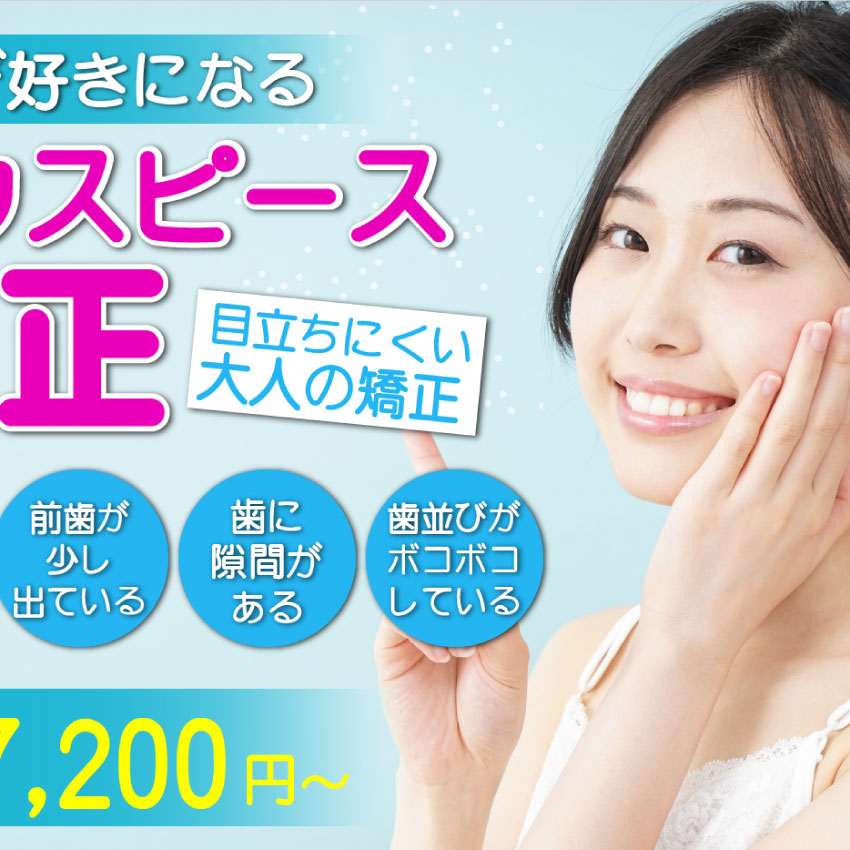 好きになる
スピース
正
目立ちにくい
大人の矯正
前歯が
少し
出ている
歯に
隙間が
ある
歯並びが
ボコボコ
している
7,200円～